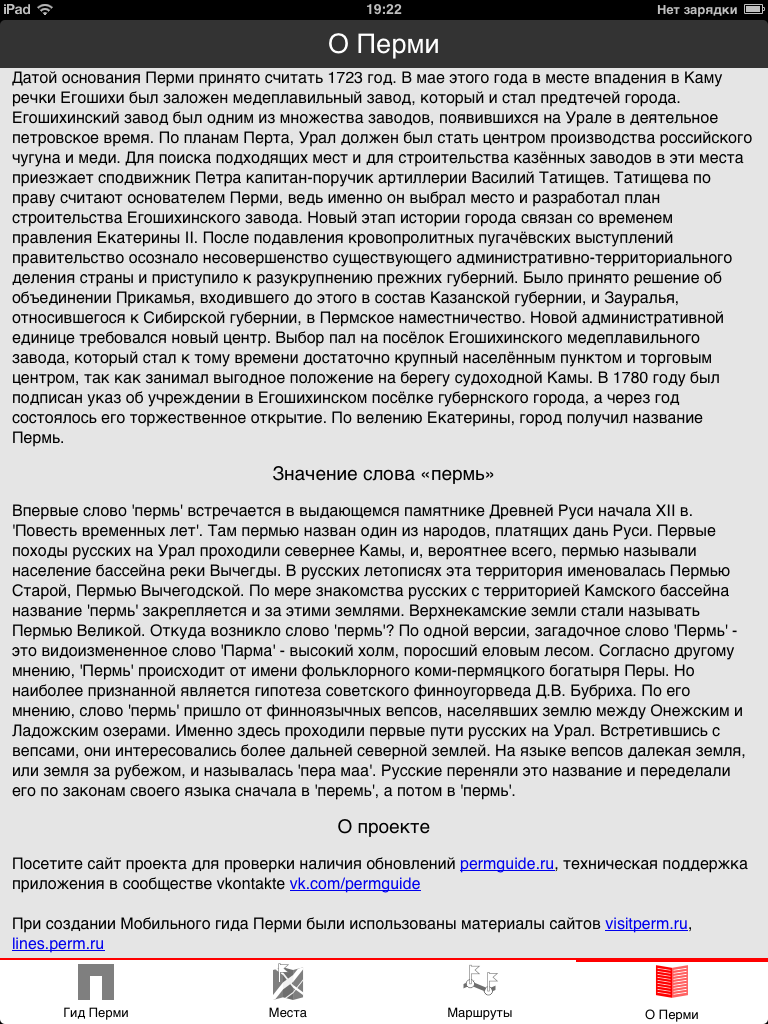 iPad 19:22 Нет зарядки
О Перми
Датой основания Перми принято считать 1723 год. В мае этого года в месте впадения в Каму
речки Егошихи был заложен медеплавильный завод, который и стал предтечей города.
Егошихинский завод был одним из множества заводов, появившихся на Урале в деятельное
петровское время. По планам Перта, Урал должен был стать центром производства российского
чугуна и меди. Для поиска подходящих мест и для строительства казённых заводов в эти места
приезжает сподвижник Петра капитан-поручик артиллерии Василий Татищев. Татищева по
праву считают основателем Перми, ведь именно он выбрал место и разработал план
строительства Егошихинского завода. Новый этап истории города связан со временем
правления Екатерины II. После подавления кровопролитных пугачёвских выступлений
правительство осознало несовершенство существующего административно-территориального
деления страны и приступило к разукрупнению прежних губерний. Было принято решение об
объединении Прикамья, входившего до этого в состав Казанской губернии, и Зауралья,
относившегося к Сибирской губернии, в Пермское наместничество. Новой административной
единице требовался новый центр. Выбор пал на посёлок Егошихинского медеплавильного
завода, который стал к тому времени достаточно крупный населённым пунктом и торговым
центром, так как занимал выгодное положение на берегу судоходной Камы. В 1780 году был
подписан указ об учреждении в Егошихинском посёлке губернского города, а через год
состоялось его торжественное открытие. По велению Екатерины, город получил название
Пермь.
Значение слова «пермь»
Впервые слово 'пермь' встречается в выдающемся памятнике Древней Руси начала XII в.
'Повесть временных лет'. Там пермью назван один из народов, платящих дань Руси. Первые
походы русских на Урал проходили севернее Камы, и, вероятнее всего, пермью называли
население бассейна реки Вычегды. В русских летописях эта территория именовалась Пермью
Старой, Пермью Вычегодской. По мере знакомства русских с территорией Камского бассейна
название 'пермь' закрепляется и за этими землями. Верхнекамские земли стали называть
Пермью Великой. Откуда возникло слово 'пермь'? По одной версии, загадочное слово 'Пермь' -
это видоизмененное слово 'Парма' - высокий холм, поросший еловым лесом. Согласно другому
мнению, 'Пермь' происходит от имени фольклорного коми-пермяцкого богатыря Перы. Но
наиболее признанной является гипотеза советского финноугорведа Д.В. Бубриха. По его
мнению, слово 'пермь' пришло от финноязычных вепсов, населявших землю между Онежским и
Ладожским озерами. Именно здесь проходили первые пути русских на Урал. Встретившись с
вепсами, они интересовались более дальней северной землей. На языке вепсов далекая земля,
или земля за рубежом, и называлась 'пера маа'. Русские переняли это название и переделали
его по законам своего языка сначала в 'перемь', а потом в 'пермь'.
О проекте
Посетите сайт проекта для проверки наличия обновлений permguide.ru, техническая поддержка
приложения в сообществе vkontakte vk.com/permguide
При создании Мобильного гида Перми были использованы материалы сайтов visitperm.ru,
lines.perm.ru
Гид Перми Места Маршруты О Перми